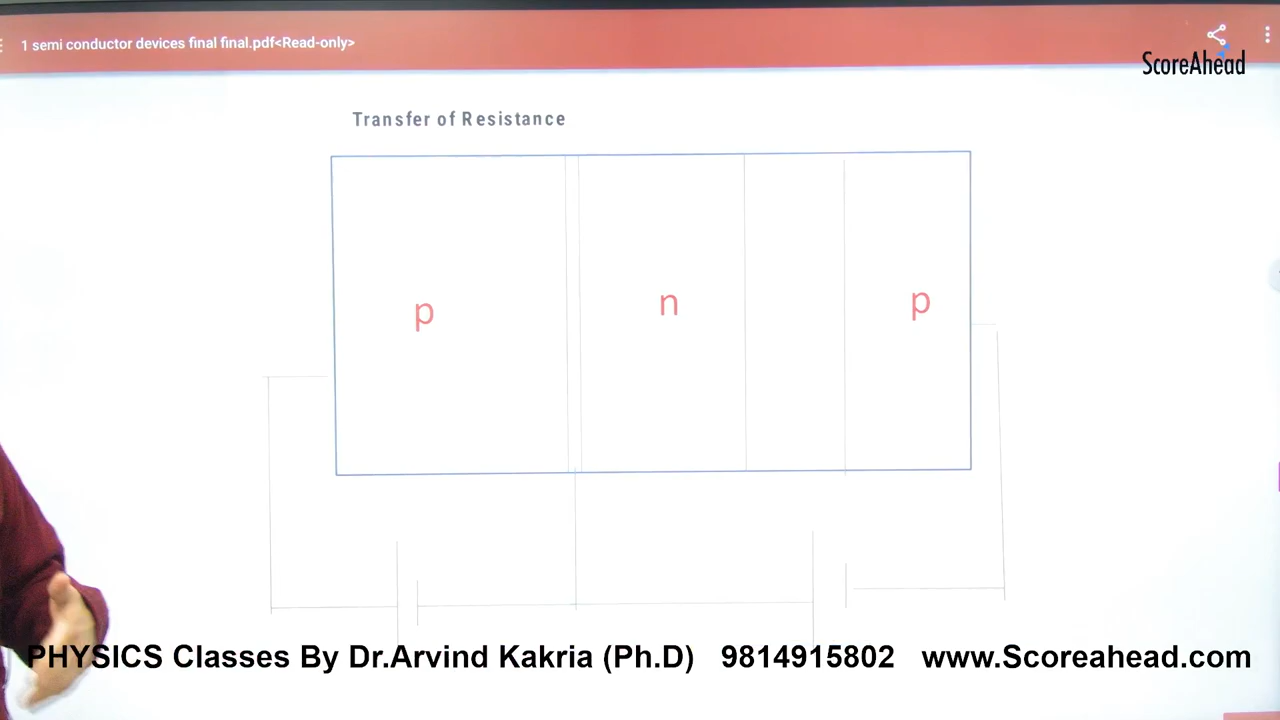 1 semi conductor devices final final.pdf<Read-only>
ScoreAhead
Transfer of Resistance
p
n
p
PHYSICS Classes By Dr.Arvind Kakria (Ph.D) 9814915802 www.Scoreahead.com